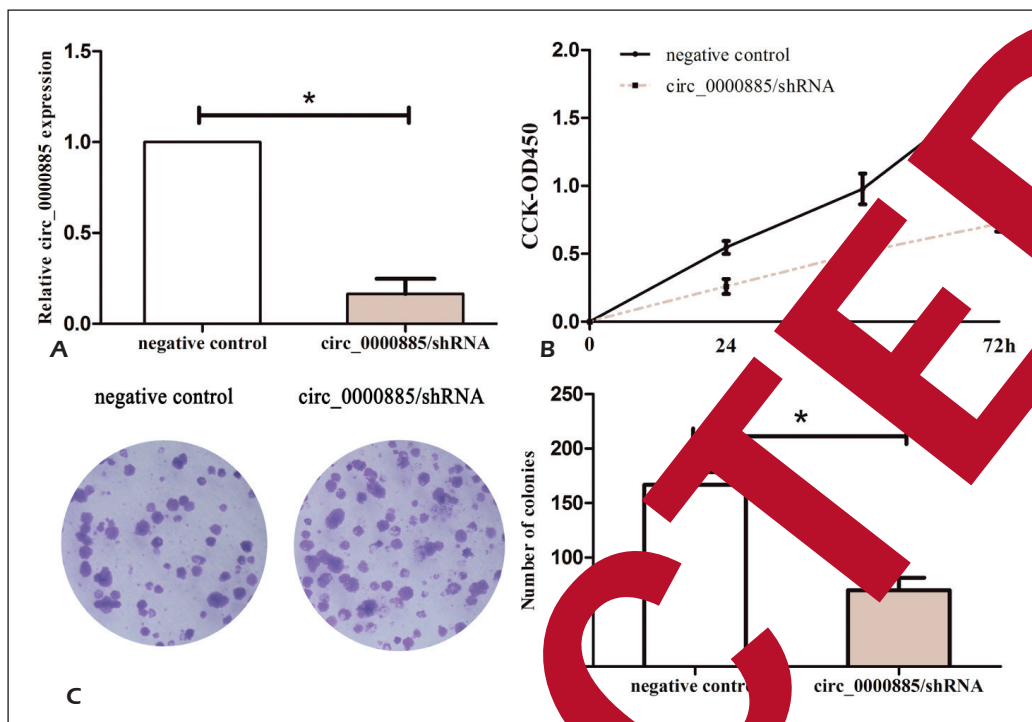 Relative circ_0000885 expression
1.5
1.0
0.5
0.0
*
negative control
circ_0000885/shRNA
A
CCK-OD450
2.0
1.5
1.0
0.5
0.0
negative control
circ_0000885/shRNA
0
24
72h
B
negative control
circ_0000885/shRNA
C
Number of colonies
250
200
150
100
*
negative
circ_0000885/shRNA
CTE